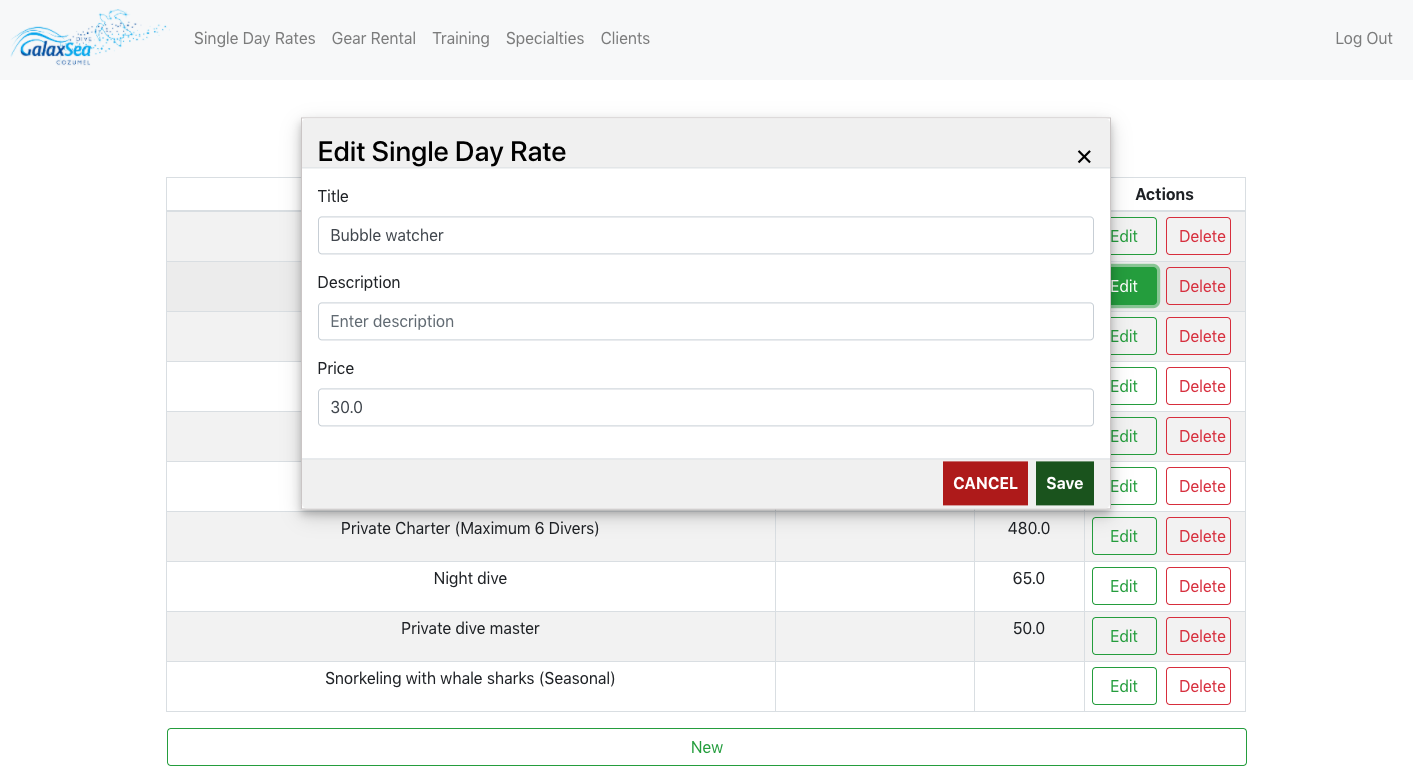 DIVE
GalaxSea
COZUMEL
Single Day Rates Gear Rental Training Specialties Clients Log Out
Edit Single Day Rate ×
Title
Bubble watcher
Description
Enter description
Price
30.0
CANCEL Save
Actions
Edit Delete
Edit Delete
Edit Delete
Edit Delete
Edit Delete
Edit Delete
Private Charter (Maximum 6 Divers) 480.0 Edit Delete
Night dive 65.0 Edit Delete
Private dive master 50.0 Edit Delete
Snorkeling with whale sharks (Seasonal) Edit Delete
New